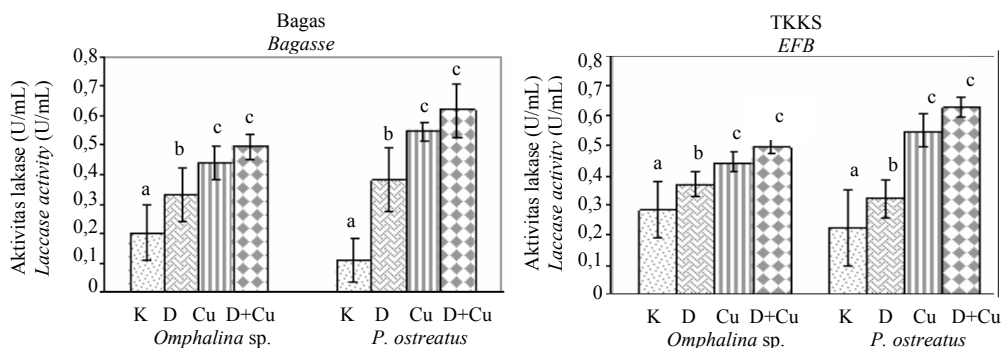 Bagas
Bagasse
Aktivitas lakase (U/mL)
Laccase activity (U/mL)
0,8
0,7
0,6
0,5
0,4
0,3
0,2
0,1
0
a
b
c
c
a
b
c
c
K D Cu D+Cu
K D Cu D+Cu
Omphalina sp.
P. ostreatus
TKKS
EFB
Aktivitas lakase (U/mL)
Laccase activity (U/mL)
0,8
0,7
0,6
0,5
0,4
0,3
0,2
0,1
0
a
b
c
c
a
b
c
c
K D Cu D+Cu
K D Cu D+Cu
Omphalina sp.
P. ostreatus